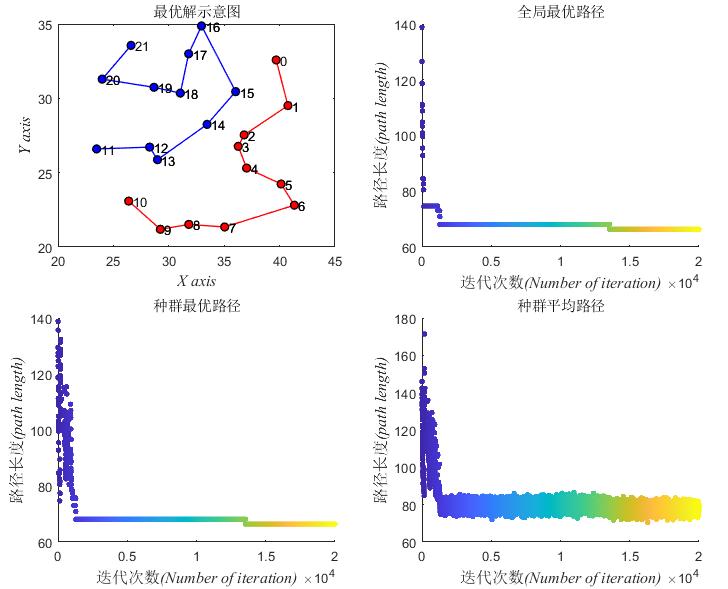 最优解示意图
35
30
25
20
20 25 30 35 40 45
Y axis
X axis
0
1
2
3
4
5
6
7
8
9
10
11
12
13
14
15
16
17
18
19
20
21
全局最优路径
140
120
100
80
60
0 0.5 1 1.5 2
路径长度(path length)
迭代次数(Number of iteration) ×10⁴
种群最优路径
140
120
100
80
60
0 0.5 1 1.5 2
路径长度(path length)
迭代次数(Number of iteration) ×10⁴
种群平均路径
180
160
140
120
100
80
60
0 0.5 1 1.5 2
路径长度(path length)
迭代次数(Number of iteration) ×10⁴